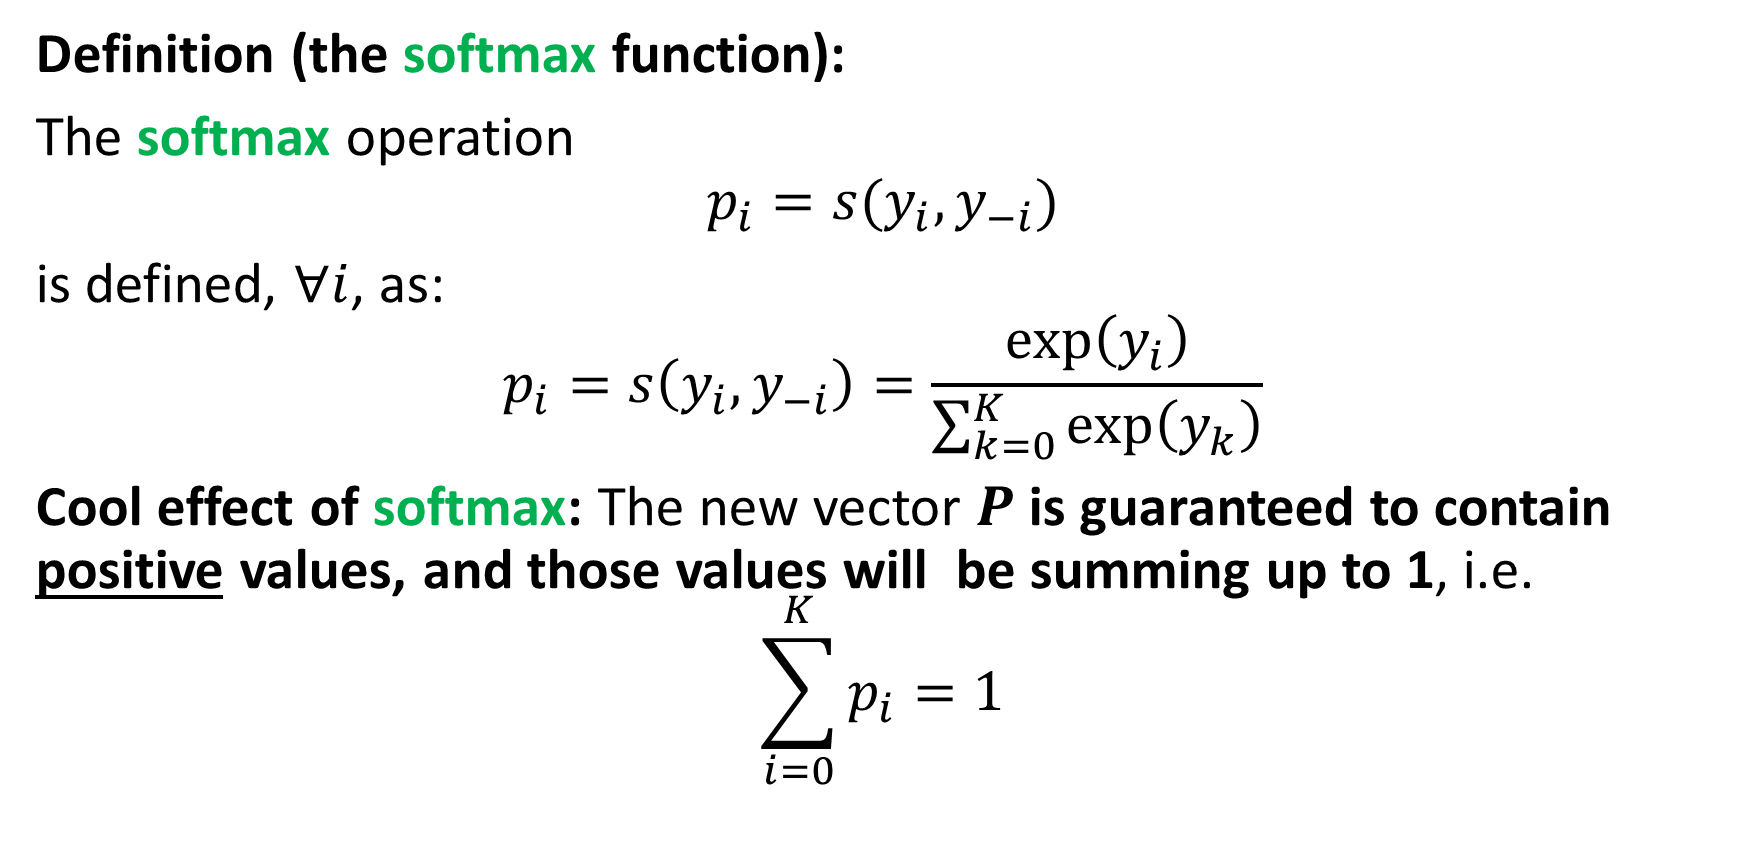 Definition (the softmax function):
The softmax operation
p_i = s(y_i, y_{−i})
is defined, ∀i, as:
p_i = s(y_i, y_{−i}) = \frac{exp(y_i)}{∑_{k=0}^{K} exp(y_k)}
Cool effect of softmax: The new vector P is guaranteed to contain
positive values, and those values will be summing up to 1, i.e.
∑_{i=0}^{K} p_i = 1